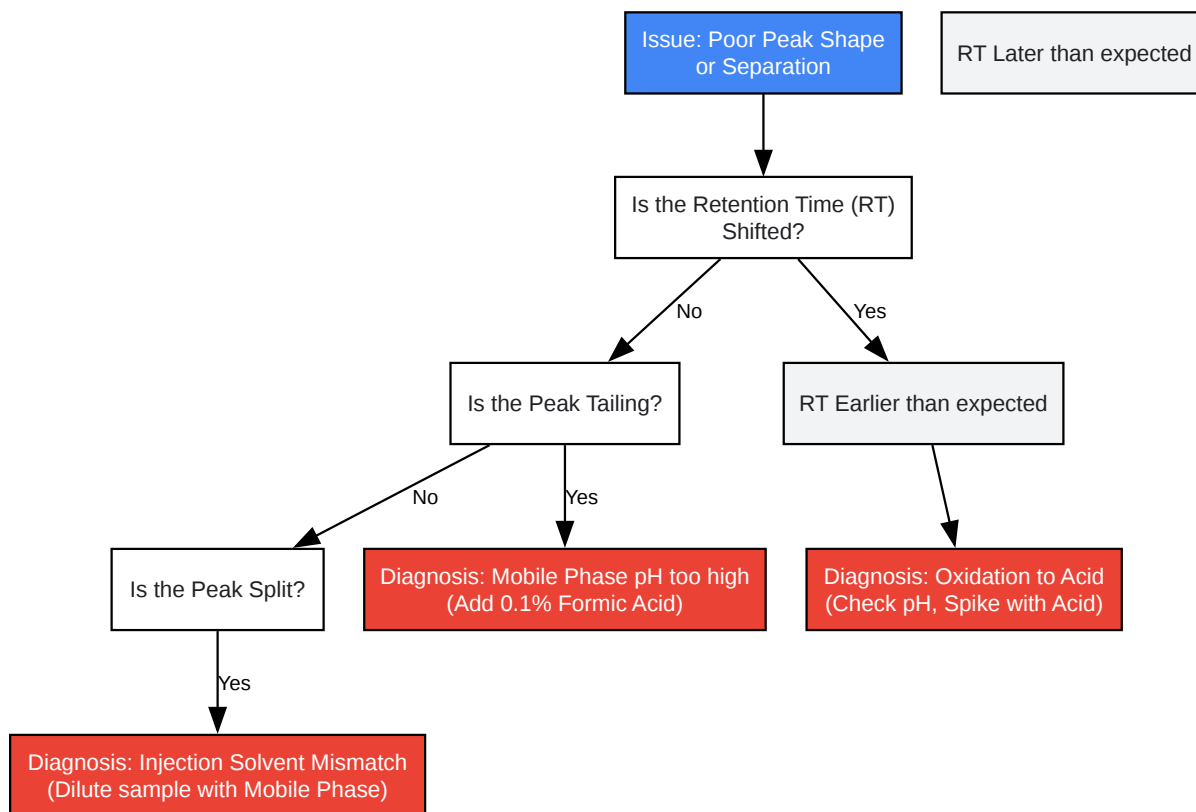 Issue: Poor Peak Shape
or Separation
RT Later than expected
Is the Retention Time (RT)
Shifted?
No
Yes
Is the Peak Tailing?
RT Earlier than expected
No
Yes
Is the Peak Split?
Diagnosis: Mobile Phase pH too high
(Add 0.1% Formic Acid)
Diagnosis: Oxidation to Acid
(Check pH, Spike with Acid)
Yes
Diagnosis: Injection Solvent Mismatch
(Dilute sample with Mobile Phase)